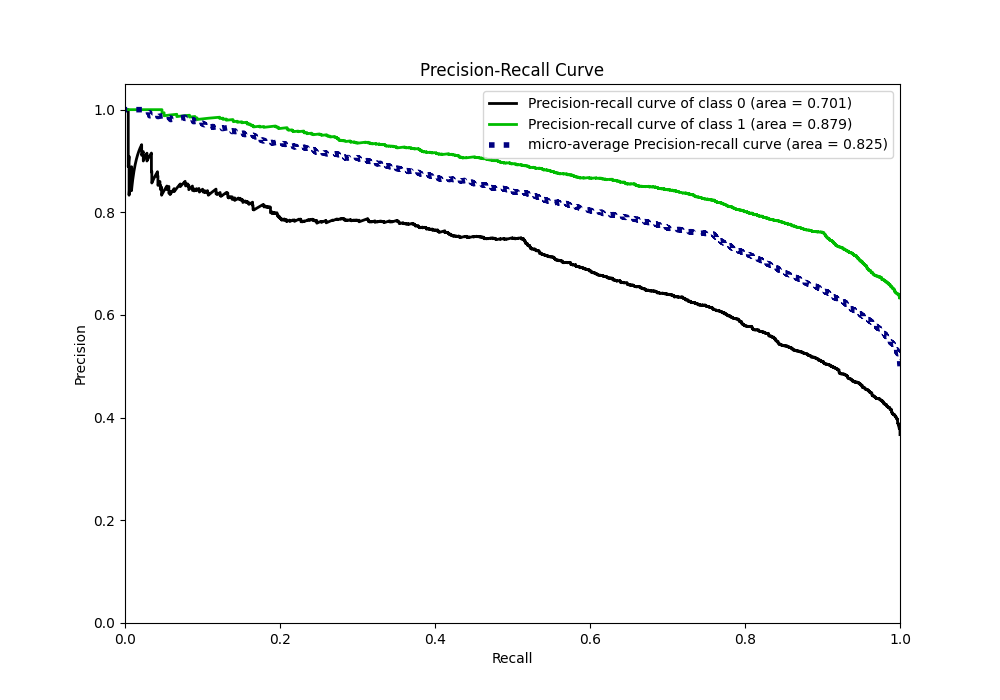 Precision-Recall Curve
Precision-recall curve of class 0 (area = 0.701)
Precision-recall curve of class 1 (area = 0.879)
micro-average Precision-recall curve (area = 0.825)
1.0
0.8
0.6
0.4
0.2
0.0
Precision
0.0 0.2 0.4 0.6 0.8 1.0
Recall